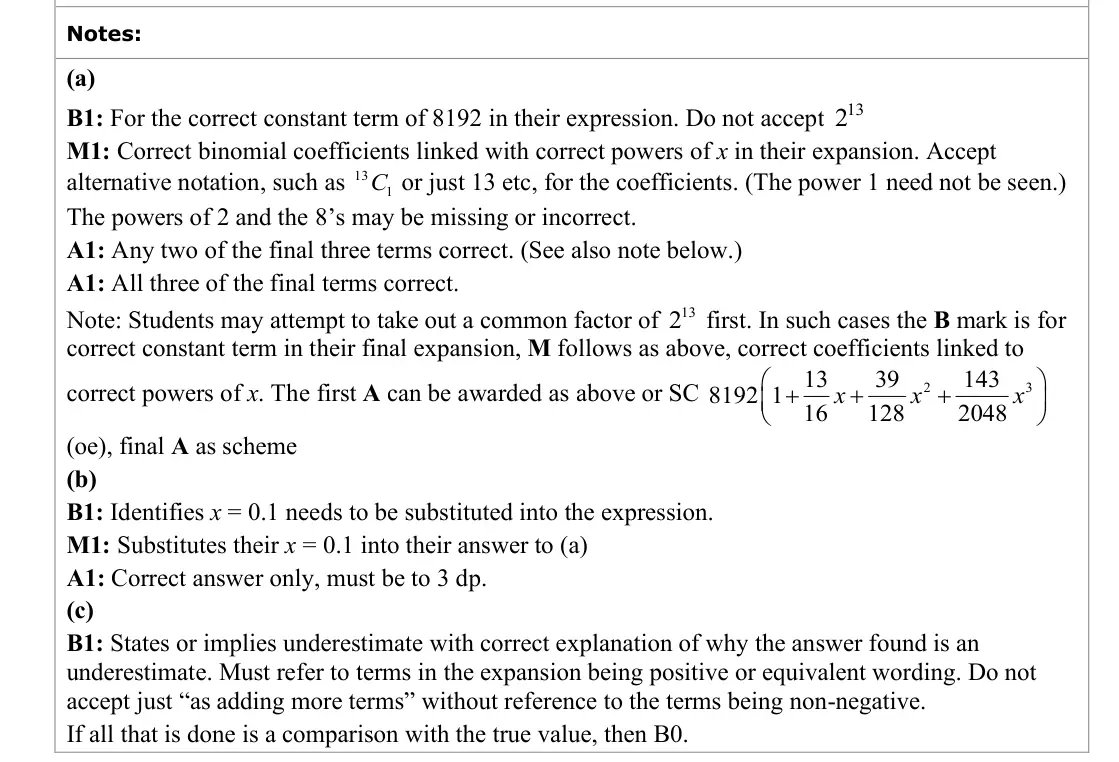 Notes:
(a)
B1: For the correct constant term of 8192 in their expression. Do not accept 2¹³
M1: Correct binomial coefficients linked with correct powers of x in their expansion. Accept
alternative notation, such as ¹³C₁ or just 13 etc, for the coefficients. (The power 1 need not be seen.)
The powers of 2 and the 8’s may be missing or incorrect.
A1: Any two of the final three terms correct. (See also note below.)
A1: All three of the final terms correct.
Note: Students may attempt to take out a common factor of 2¹³ first. In such cases the B mark is for
correct constant term in their final expansion, M follows as above, correct coefficients linked to
correct powers of x. The first A can be awarded as above or SC 8192(1+13/16 x+39/128 x²+143/2048 x³)
(oe), final A as scheme
(b)
B1: Identifies x = 0.1 needs to be substituted into the expression.
M1: Substitutes their x = 0.1 into their answer to (a)
A1: Correct answer only, must be to 3 dp.
(c)
B1: States or implies underestimate with correct explanation of why the answer found is an
underestimate. Must refer to terms in the expansion being positive or equivalent wording. Do not
accept just “as adding more terms” without reference to the terms being non-negative.
If all that is done is a comparison with the true value, then B0.